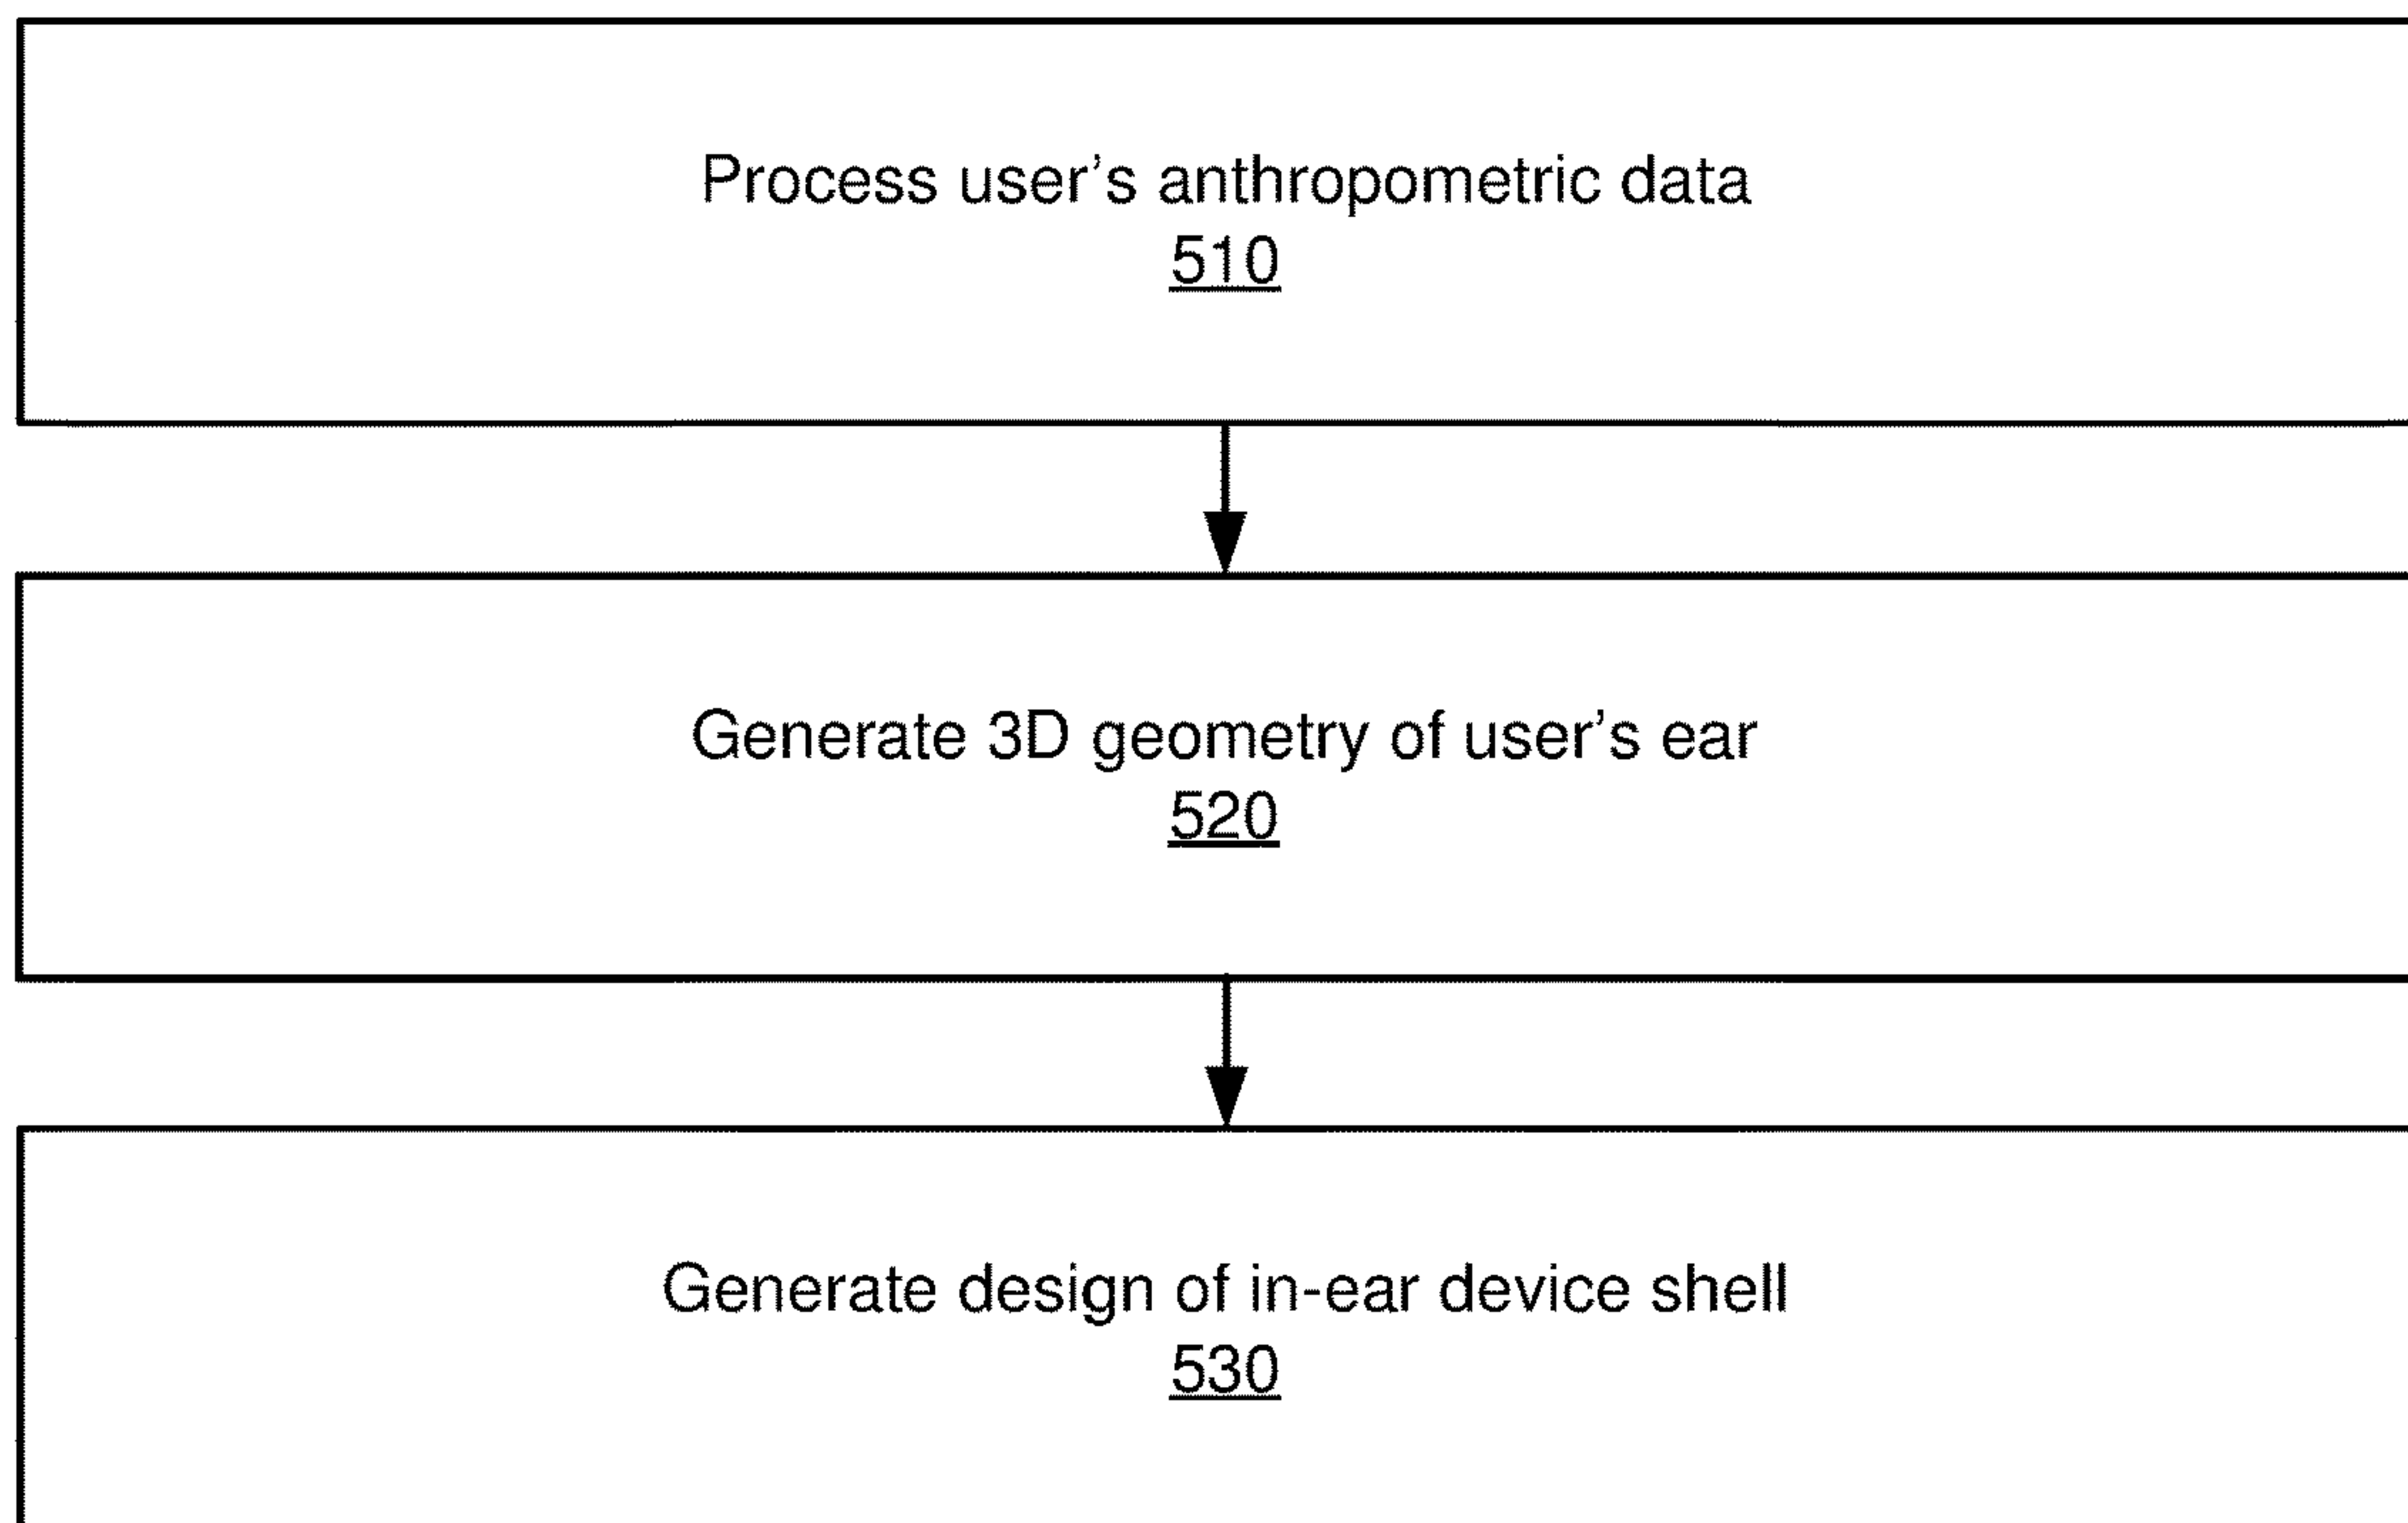 Process user’s anthropometric data
510
Generate 3D geometry of user’s ear
520
Generate design of in-ear device shell
530